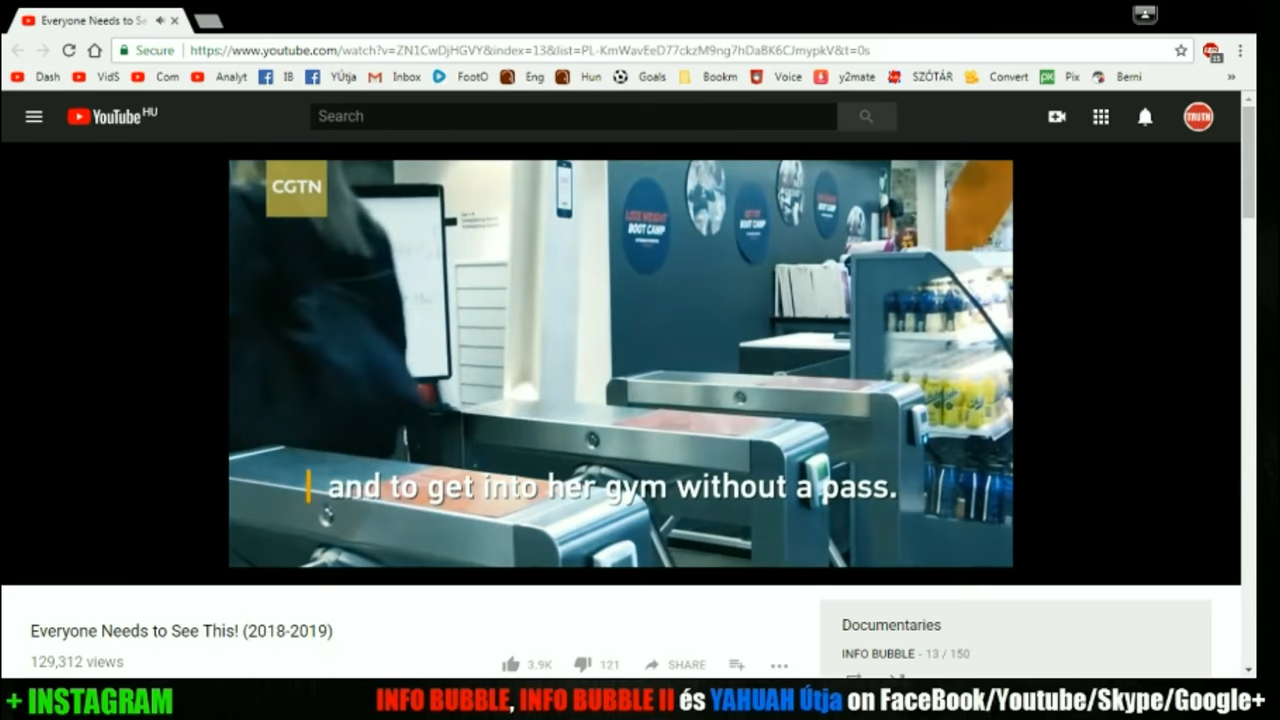 Everyone Needs to Se
Secure https://www.youtube.com/watch?v=ZN1CwDjHGVY&index=13&list=PL-KmWavEeD77ckzM9ng7hDaBK6CJmypkV&t=0s
Dash VidS Com Analyt IB YÚtja Inbox FootO Eng Hun Goals Bookm Voice y2mate SZÓTÁR Convert Pix Berni »
YouTube HU Search TRUTH
CGTN
LOSE WEIGHT
BOOT CAMP
BOOT CAMP
and to get into her gym without a pass.
Everyone Needs to See This! (2018-2019)
129,312 views
3.9K 121 SHARE
Documentaries
INFO BUBBLE - 13 / 150
+ INSTAGRAM INFO BUBBLE, INFO BUBBLE II és YAHUAH Útja on FaceBook/Youtube/Skype/Google+